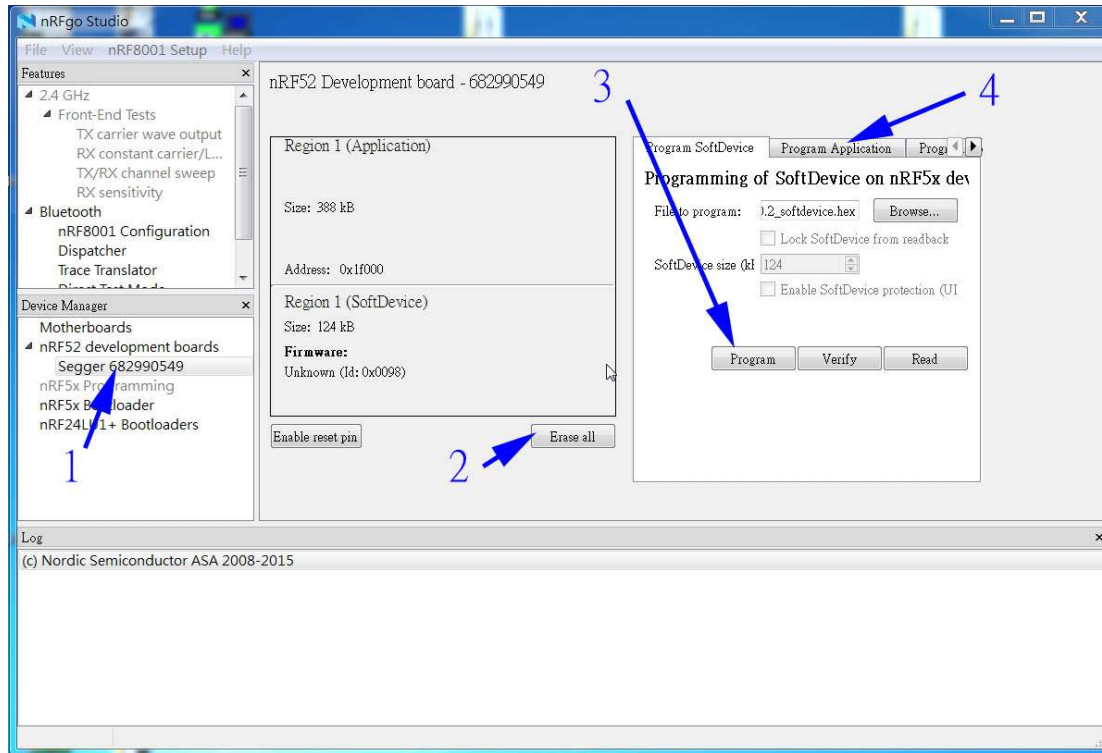 nRFgo Studio
File View nRF8001 Setup Help
Features
2.4 GHz
Front-End Tests
TX carrier wave output
RX constant carrier/L...
TX/RX channel sweep
RX sensitivity
Bluetooth
nRF8001 Configuration
Dispatcher
Trace Translator
Direct Test Mode
Device Manager
Motherboards
nRF52 development boards
Segger 682990549
nRF5x Programming
nRF5x Bootloader
nRF24LU1+ Bootloaders
1
nRF52 Development board - 682990549
Region 1 (Application)
Size: 388 kB
Address: 0x1f000
Region 1 (SoftDevice)
Size: 124 kB
Firmware:
Unknown (Id: 0x0098)
Enable reset pin
Erase all
2
3
4
Program SoftDevice Program Application Progr
Programming of SoftDevice on nRF5x dev
File to program: ).2_softdevice.hex Browse...
Lock SoftDevice from readback
SoftDevice size (kB 124
Enable SoftDevice protection (UI
Program Verify Read
Log
(c) Nordic Semiconductor ASA 2008-2015